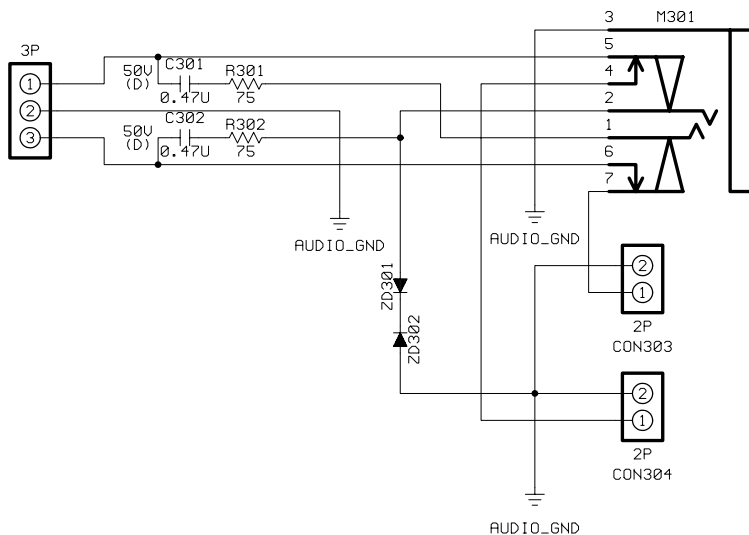 3 M301
3P
5
50V C301 R301
(D)
4
0.47U 75
1
2
3
2
50V C302 R302
(D)
1
0.47U 75
6
7
AUDIO_GND
AUDIO_GND
ZD301
ZD302
2
1
2P
CON303
2
1
2P
CON304
AUDIO_GND